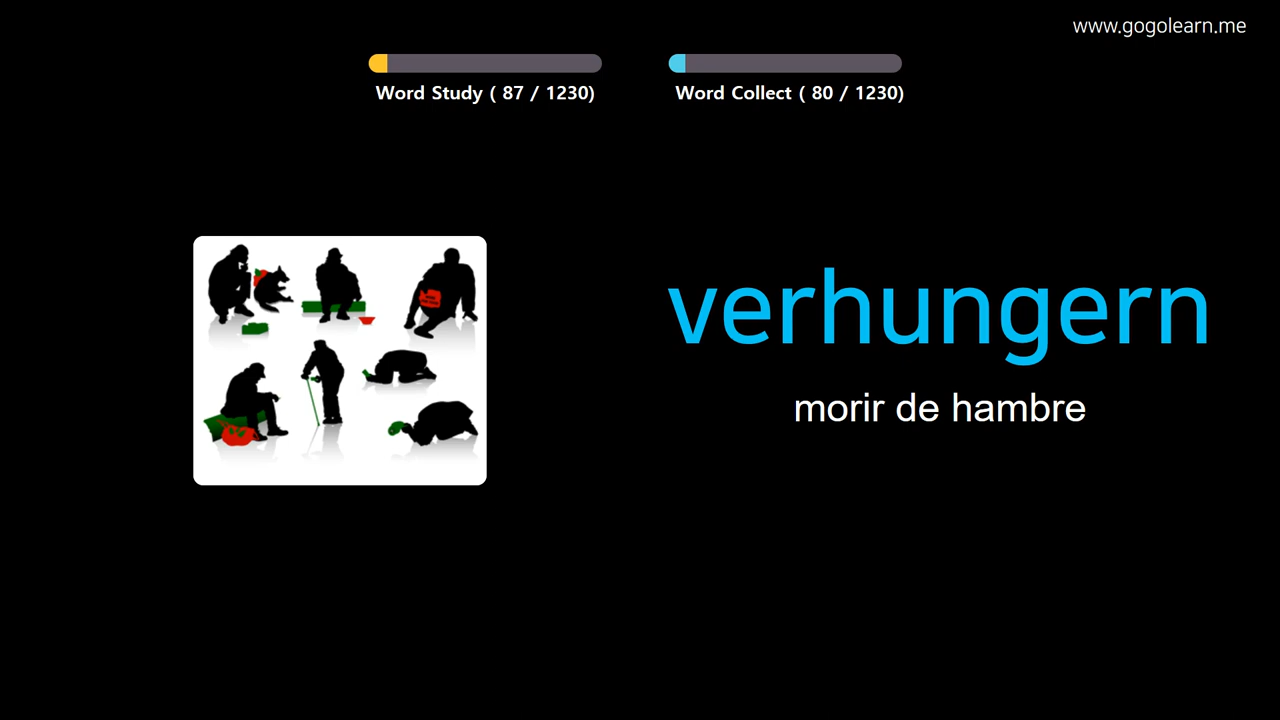 www.gogolearn.me
Word Study ( 87 / 1230)
Word Collect ( 80 / 1230)
verhungern
morir de hambre